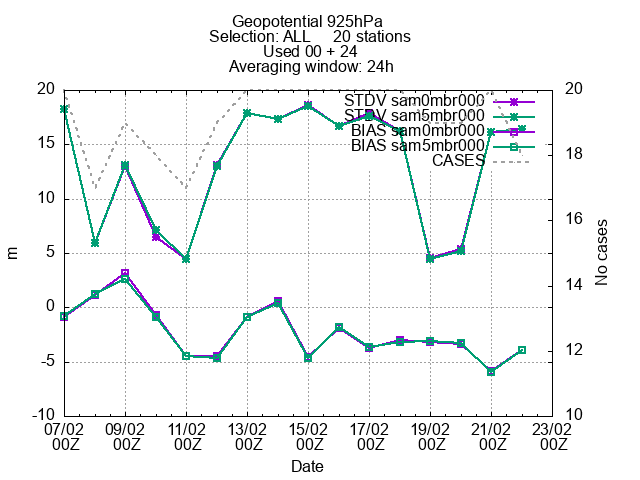 Geopotential 925hPa
Selection: ALL 20 stations
Used 00 + 24
Averaging window: 24h
20 20
STDV sam0mbr000
STDV sam5mbr000
BIAS sam0mbr000
BIAS sam5mbr000
CASES
15
18
10
16
5
m
No cases
0
14
-5
12
-10 10
07/02 09/02 11/02 13/02 15/02 17/02 19/02 21/02 23/02
00Z 00Z 00Z 00Z 00Z 00Z 00Z 00Z 00Z
Date